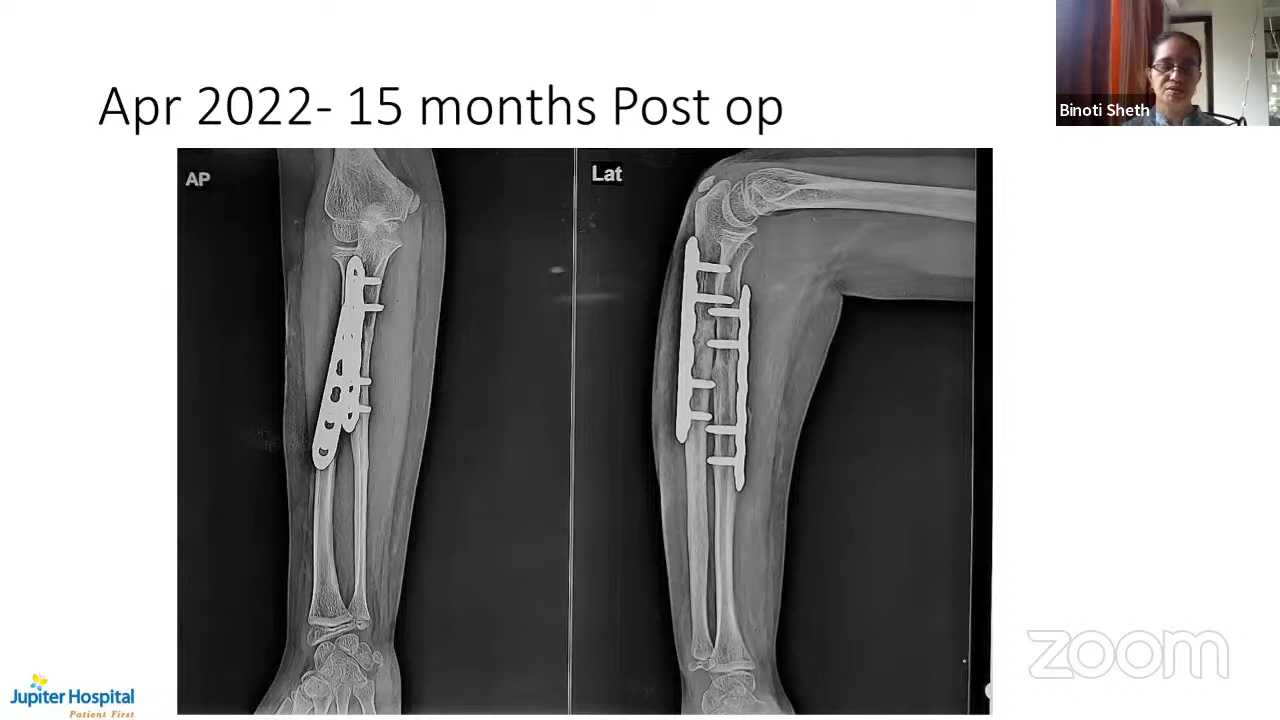 Binoti Sheth
Apr 2022- 15 months Post op
AP
Lat
zoom
Jupiter Hospital
Patient First